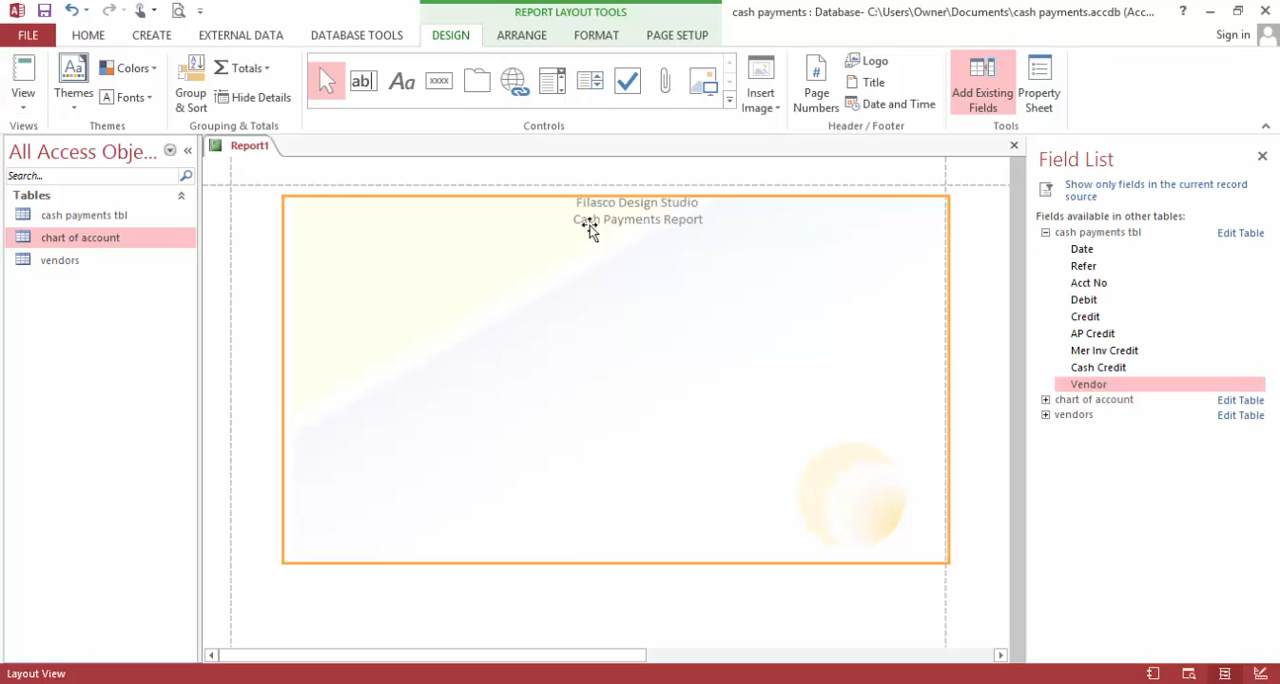 REPORT LAYOUT TOOLS
cash payments : Database- C:\Users\Owner\Documents\cash payments.accdb (Acc...
?
FILE
HOME
CREATE
EXTERNAL DATA
DATABASE TOOLS
DESIGN
ARRANGE
FORMAT
PAGE SETUP
Sign in
View
Themes
Colors
Fonts
Group & Sort
Totals
Hide Details
ab
Aa
xxxx
Insert Image
#
Page Numbers
Logo
Title
Date and Time
Add Existing Fields
Property Sheet
Views
Themes
Grouping & Totals
Controls
Header / Footer
Tools
All Access Obje...
Search...
Tables
cash payments tbl
chart of account
vendors
Report1
Filasco Design Studio
Cash Payments Report
Field List
Show only fields in the current record
source
Fields available in other tables:
cash payments tbl Edit Table
Date
Refer
Acct No
Debit
Credit
AP Credit
Mer Inv Credit
Cash Credit
Vendor
chart of account Edit Table
vendors Edit Table
Layout View